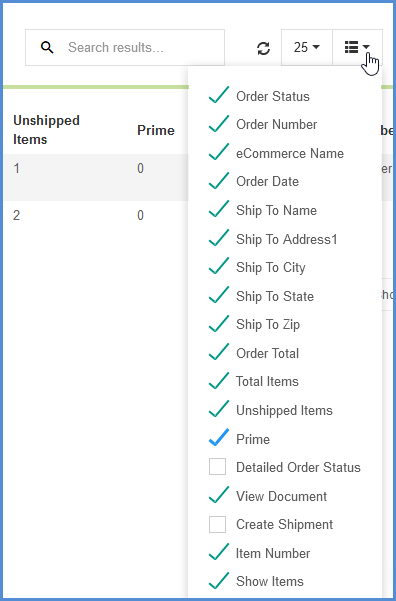 Search results...
25
Unshipped
Items
Prime
1
0
2
0
Order Status
Order Number
eCommerce Name
Order Date
Ship To Name
Ship To Address1
Ship To City
Ship To State
Ship To Zip
Order Total
Total Items
Unshipped Items
Prime
Detailed Order Status
View Document
Create Shipment
Item Number
Show Items